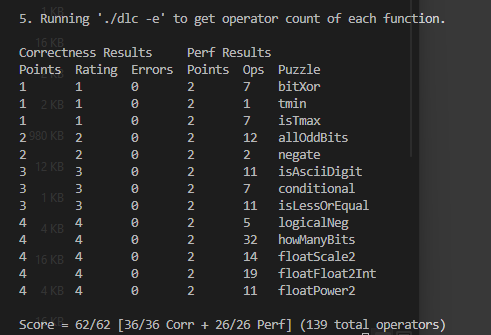 5. Running './dlc -e' to get operator count of each function.
Correctness Results Perf Results
Points Rating Errors Points Ops Puzzle
1 1 0 2 7 bitXor
1 1 0 2 1 tmin
1 1 0 2 7 isTmax
2 2 0 2 12 allOddBits
2 2 0 2 2 negate
3 3 0 2 11 isAsciiDigit
3 3 0 2 7 conditional
3 3 0 2 11 isLessOrEqual
4 4 0 2 5 logicalNeg
4 4 0 2 32 howManyBits
4 4 0 2 14 floatScale2
4 4 0 2 19 floatFloat2Int
4 4 0 2 11 floatPower2
Score = 62/62 [36/36 Corr + 26/26 Perf] (139 total operators)